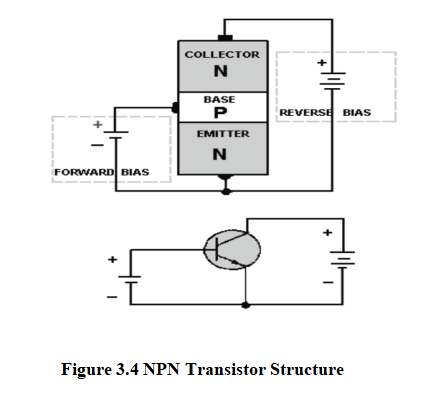 COLLECTOR
N
+
BASE
P
REVERSE BIAS
+
EMITTER
N
−
FORWARD BIAS
+
+
−
−
Figure 3.4 NPN Transistor Structure